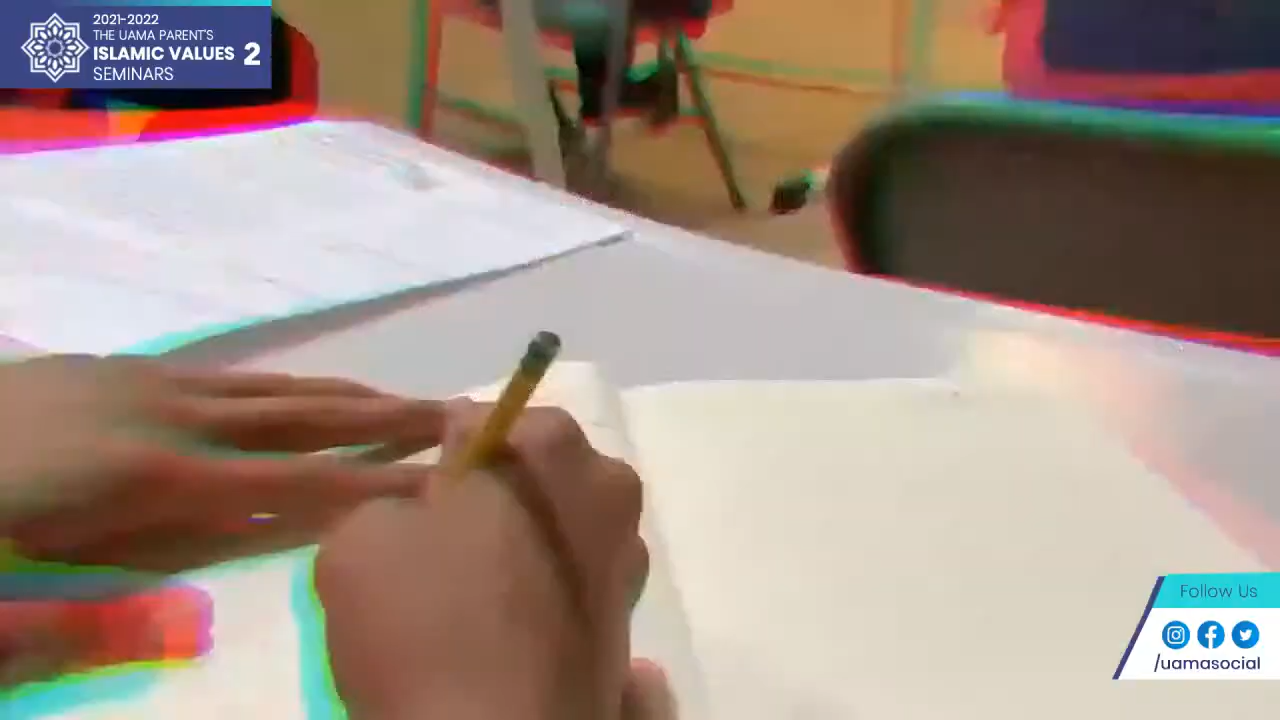 2021-2022
THE UAMA PARENT'S
ISLAMIC VALUES 2
SEMINARS
Follow Us
/uamasocial